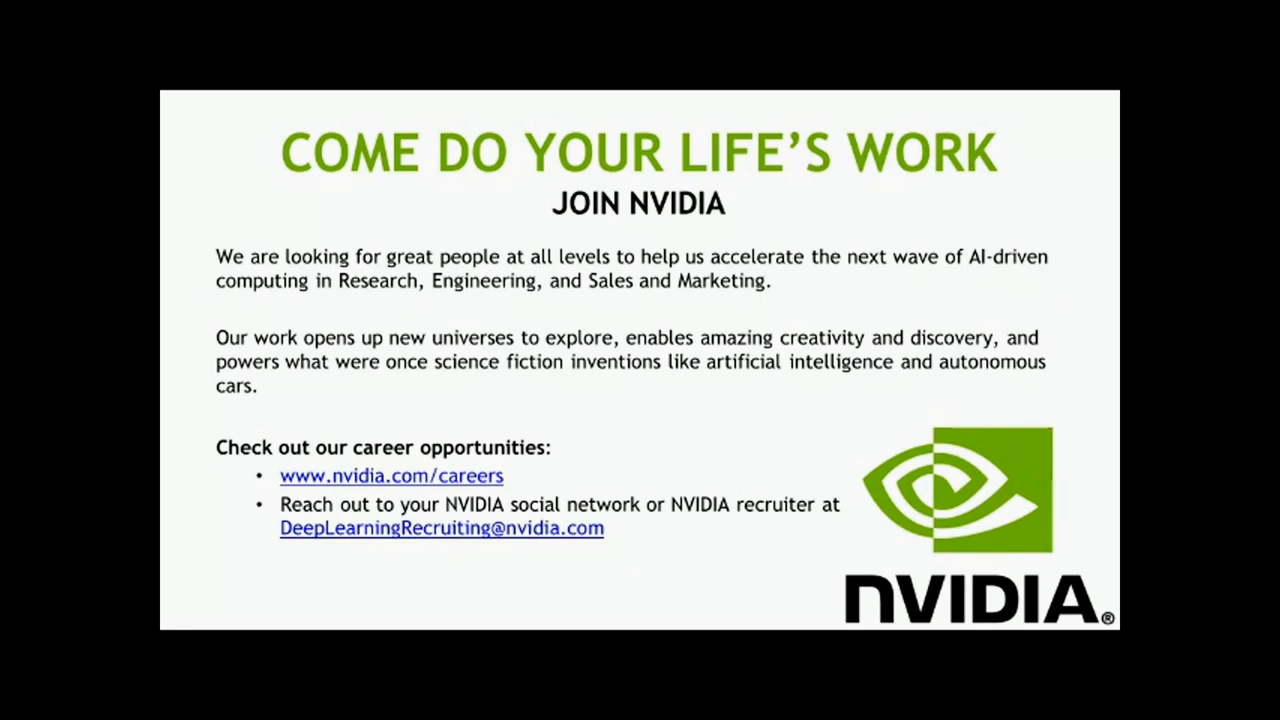 COME DO YOUR LIFE'S WORK
JOIN NVIDIA
We are looking for great people at all levels to help us accelerate the next wave of AI-driven
computing in Research, Engineering, and Sales and Marketing.
Our work opens up new universes to explore, enables amazing creativity and discovery, and
powers what were once science fiction inventions like artificial intelligence and autonomous
cars.
Check out our career opportunities:
• www.nvidia.com/careers
• Reach out to your NVIDIA social network or NVIDIA recruiter at
DeepLearningRecruiting@nvidia.com
NVIDIA®